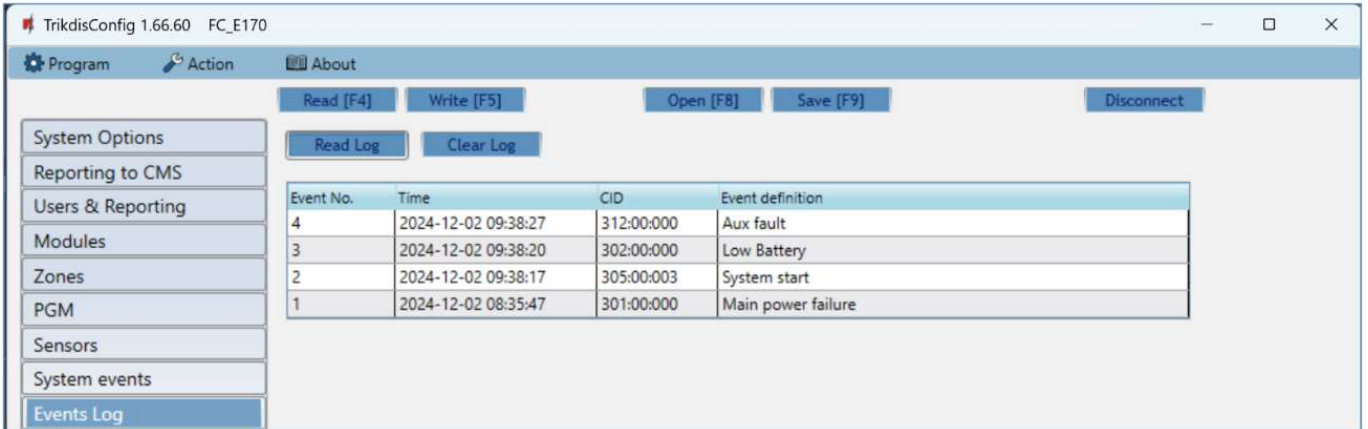 TrikdisConfig 1.66.60 FC_E170
Program Action About
Read [F4] Write [F5] Open [F8] Save [F9] Disconnect
Read Log Clear Log
System Options
Reporting to CMS
Users & Reporting
Modules
Zones
PGM
Sensors
System events
Events Log
Event No. Time CID Event definition
4 2024-12-02 09:38:27 312:00:000 Aux fault
3 2024-12-02 09:38:20 302:00:000 Low Battery
2 2024-12-02 09:38:17 305:00:003 System start
1 2024-12-02 08:35:47 301:00:000 Main power failure